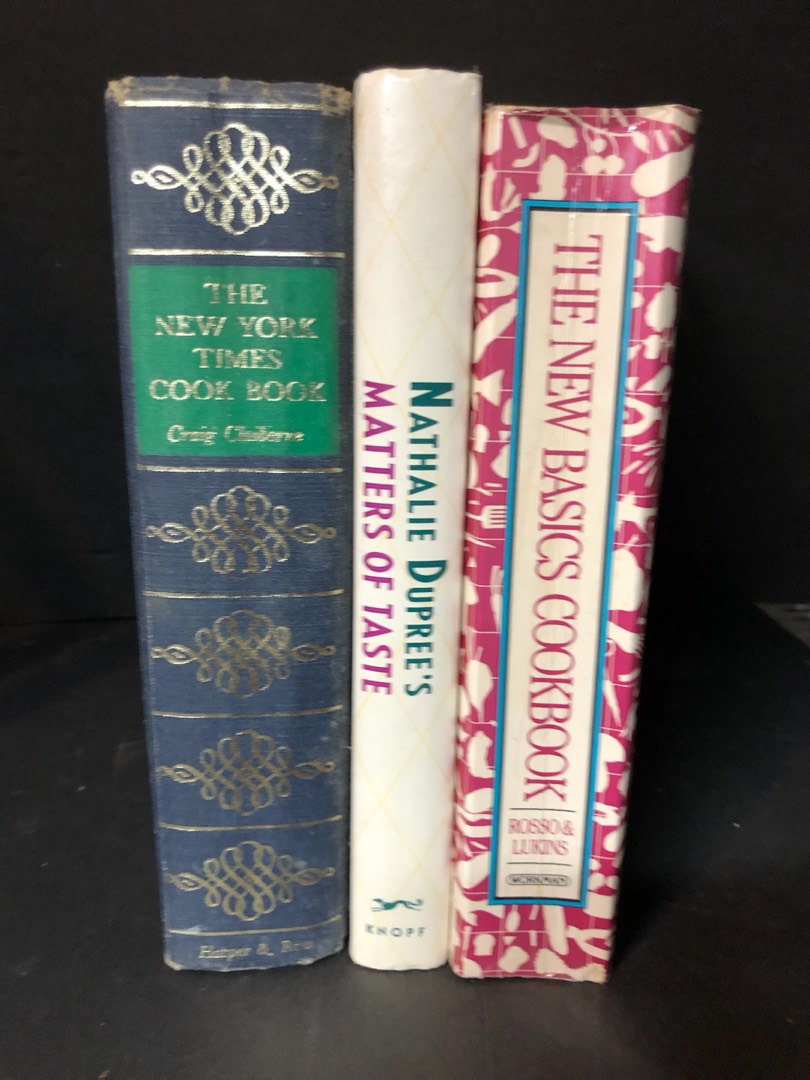 THE
NEW YORK
TIMES
COOK BOOK
Craig Claiborne
Harper & Row
NATHALIE DUPREE'S
MATTERS OF TASTE
KNOPF
THE NEW BASICS COOKBOOK
ROSSO &
LUKINS
WORKMAN